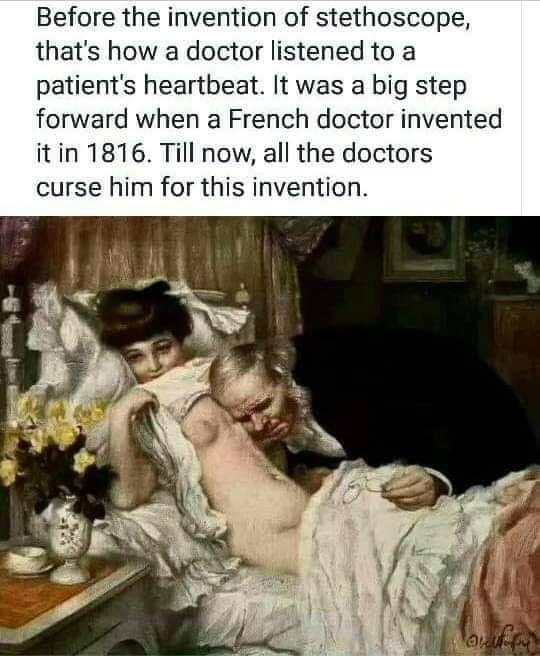 Before the invention of stethoscope,
that's how a doctor listened to a
patient's heartbeat. It was a big step
forward when a French doctor invented
it in 1816. Till now, all the doctors
curse him for this invention.